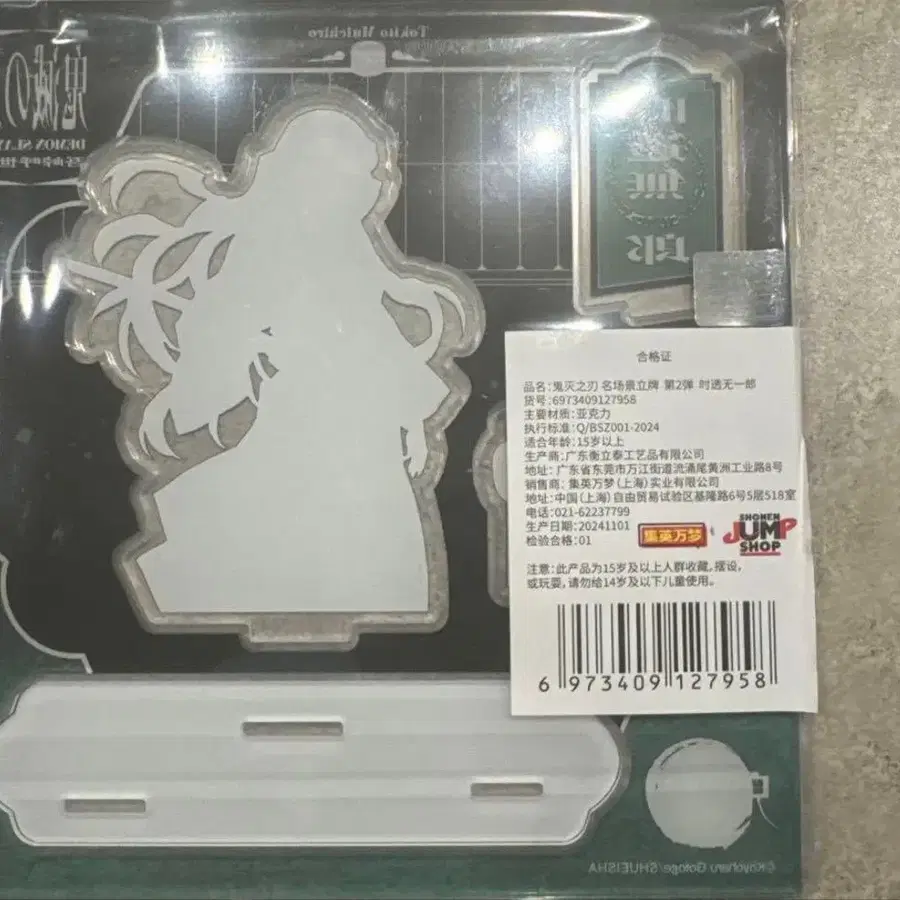 Tokito Muichiro
鬼滅の
DEMON SLAY
時透無一郎
合格证
品名:鬼灭之刃 名场景立牌 第2弹 时透无一郎
货号:6973409127958
主要材质:亚克力
执行标准:Q/BSZ001-2024
适合年龄:15岁以上
生产商:广东衡立泰工艺品有限公司
地址: 广东省东莞市万江街道流涌尾黄洲工业路8号
销售商: 集英万梦(上海)实业有限公司
地址:中国(上海)自由贸易试验区基隆路6号5层518室
电话:021-62237799
生产日期:20241101
检验合格:01
集英万梦
SHONEN
JUMP
SHOP
注意:此产品为15岁及以上人群收藏,摆设,
或玩耍,请勿给14岁及以下儿童使用。
6 973409 127958
©Koyoharu Gotoge/SHUEISHA